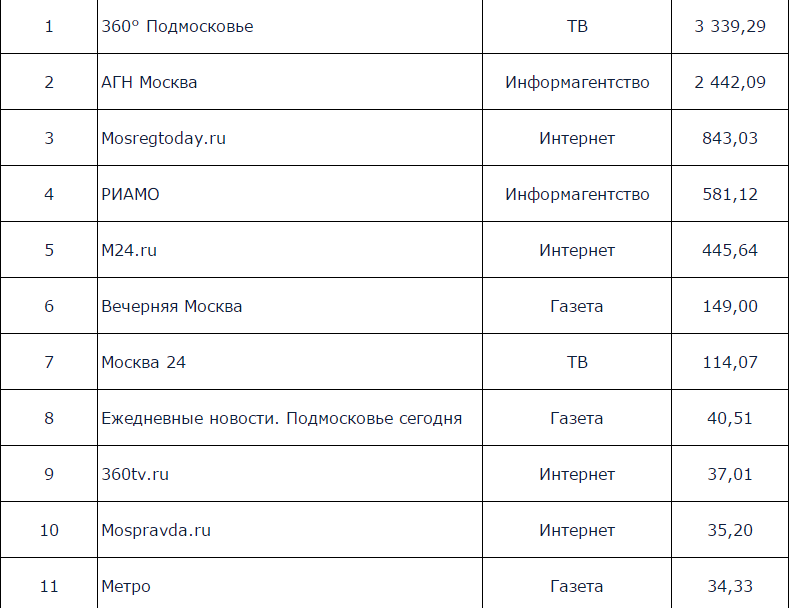 1 360° Подмосковье ТВ 3 339,29
2 АГН Москва Информагентство 2 442,09
3 Mosregtoday.ru Интернет 843,03
4 РИАМО Информагентство 581,12
5 M24.ru Интернет 445,64
6 Вечерняя Москва Газета 149,00
7 Москва 24 ТВ 114,07
8 Ежедневные новости. Подмосковье сегодня Газета 40,51
9 360tv.ru Интернет 37,01
10 Mospravda.ru Интернет 35,20
11 Метро Газета 34,33